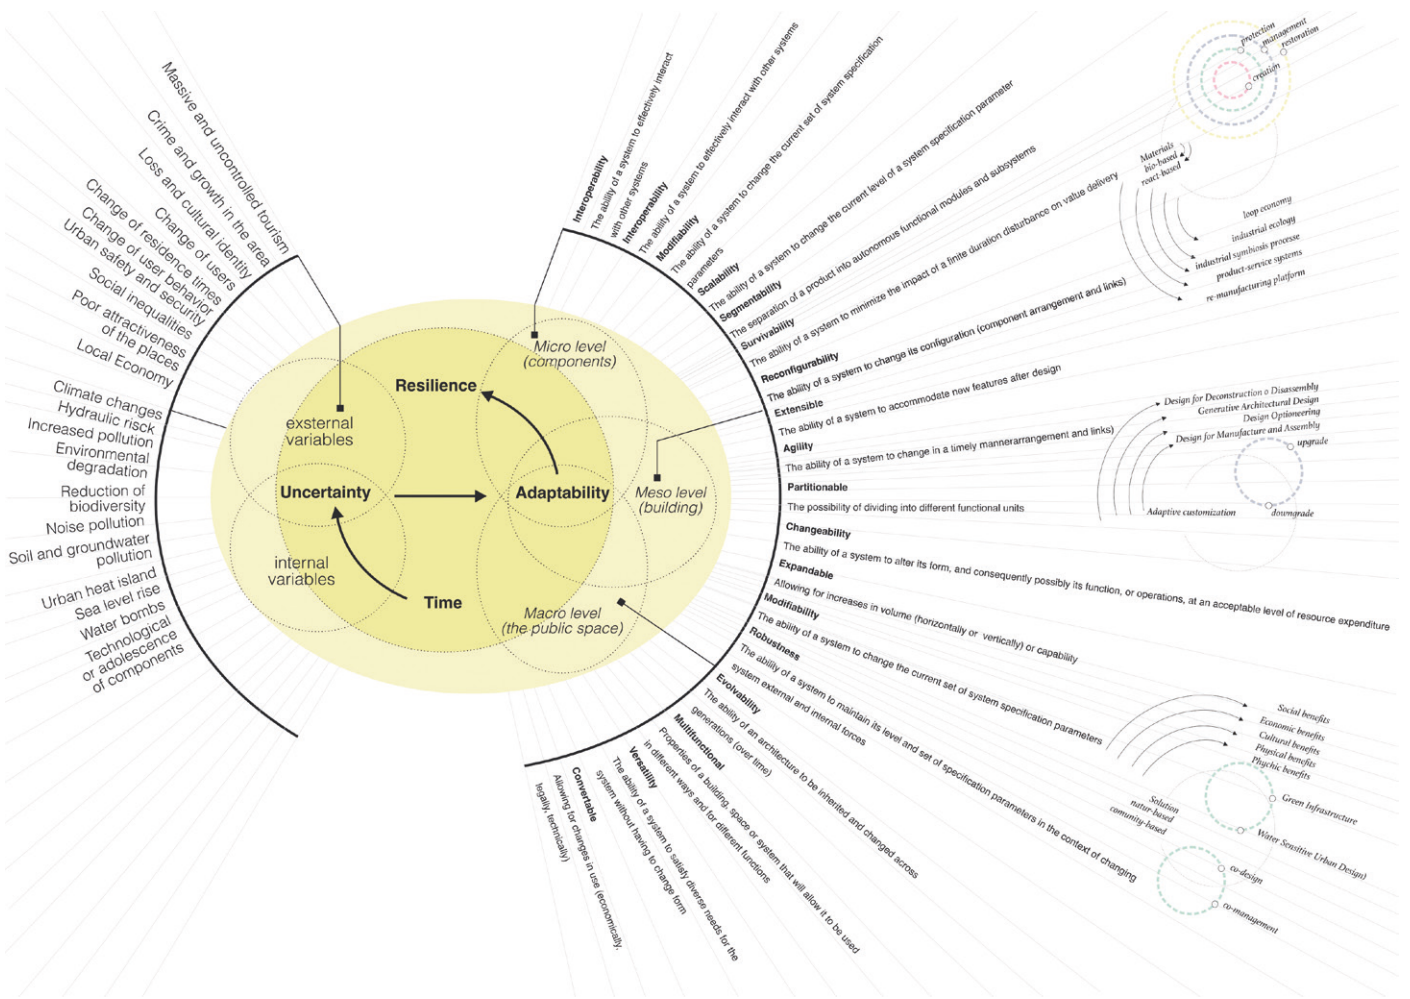 Massive and uncontrolled tourism
Crime and growth in the area
Loss and cultural identity
Change of users
Change of residence times
Change of user behavior
Urban safety and security
Social inequalities
Poor attractiveness
of the places
Local Economy
Climate changes
Hydraulic risck
Increased pollution
Environmental
degradation
Reduction of
biodiversity
Noise pollution
Soil and groundwater
pollution
Urban heat island
Sea level rise
Water bombs
Technological
or adolescence
of components
Resilience
exsternal
variables
Uncertainty
Adaptability
internal
variables
Time
Micro level
(components)
Meso level
(building)
Macro level
(the public space)
Interoperability
The ability of a system to effectively interact
with other systems
Interoperability
The ability of a system to effectively interact with other systems
Modifiability
The ability of a system to change the current set of system specification
parameters
Scalability
The ability of a system to change the current level of a system specification parameter
Segmentability
The separation of a product into autonomous functional modules and subsystems
Survivability
The ability of a system to minimize the impact of a finite duration disturbance on value delivery
Reconfigurability
The ability of a system to change its configuration (component arrangement and links)
Extensible
The ability of a system to accommodate new features after design
Agility
The ability of a system to change in a timely mannerarrangement and links)
Partitionable
The possibility of dividing into different functional units
Changeability
The ability of a system to alter its form, and consequently possibly its function, or operations, at an acceptable level of resource expenditure
Expandable
Allowing for increases in volume (horizontally or vertically) or capability
Modifiability
The ability of a system to change the current set of system specification parameters
Robustness
The ability of a system to maintain its level and set of specification parameters in the context of changing
system external and internal forces
Evolvability
The ability of an architecture to be inherited and changed across
generations (over time)
Multifunctional
Properties of a building, space or system that will allow it to be used
in different ways and for different functions
Versatility
The ability of a system to satisfy diverse needs for the
system without having to change form
Convertable
Allowing for changes in use (economically,
legally, technically)
protection
management
restoration
creation
Materials
bio-based
react-based
loop economy
industrial ecology
industrial symbiosis processe
product-service systems
re-manufacturing platform
Design for Deconstruction o Disassembly
Generative Architectural Design
Design Optioneering
Design for Manufacture and Assembly
upgrade
Adaptive customization
downgrade
Social benefits
Economic benefits
Cultural benefits
Physical benefits
Phychic benefits
Solution
natur-based
comunity-based
Green Infrastructure
Water Sensitive Urban Design)
co-design
co-management